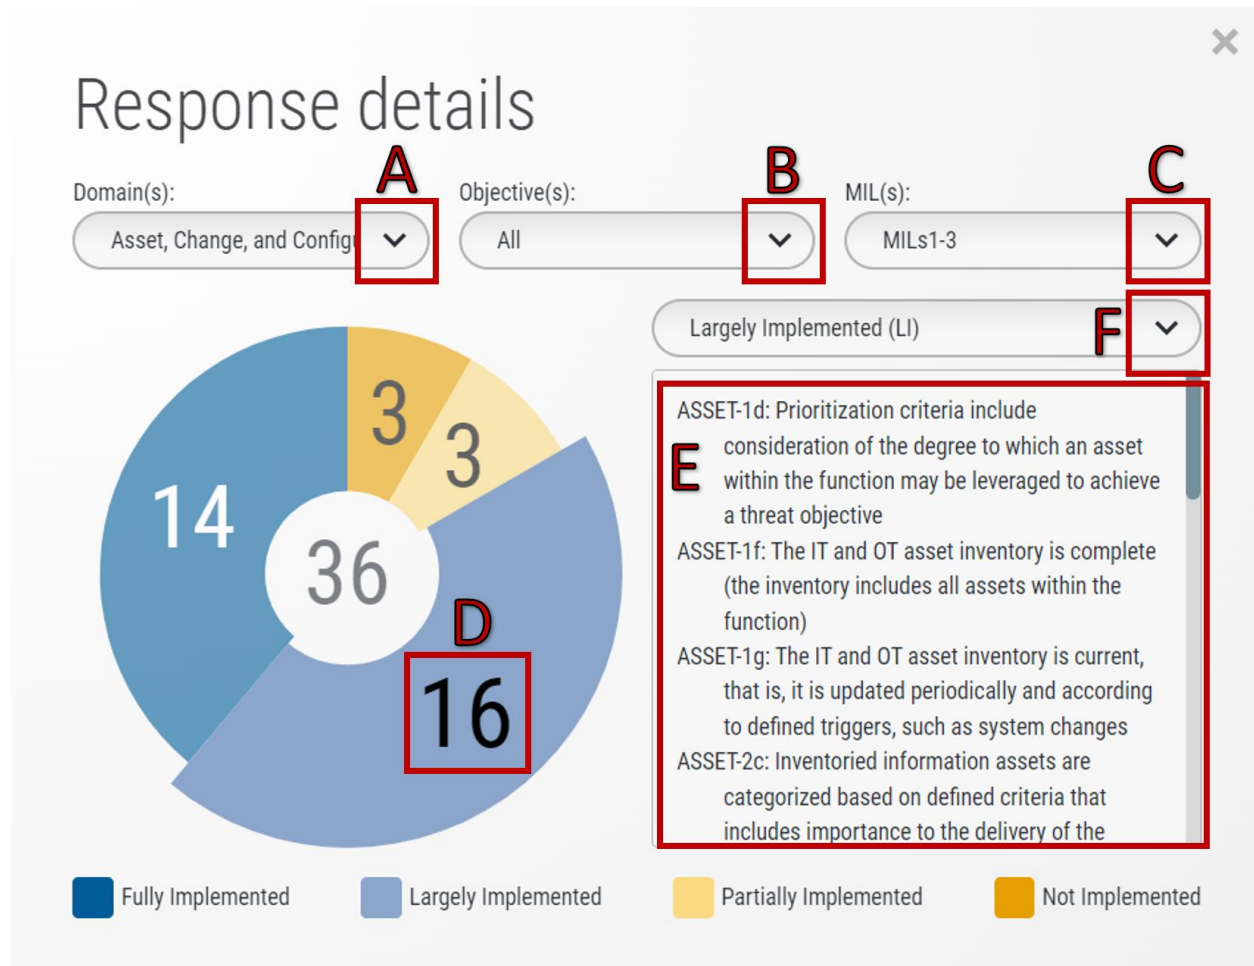 ×
Response details
A
B
C
Domain(s):
Objective(s):
MIL(s):
Asset, Change, and Config
All
MILs1-3
Largely Implemented (LI)
F
3
3
14
36
D
16
E
ASSET-1d: Prioritization criteria include
consideration of the degree to which an asset
within the function may be leveraged to achieve
a threat objective
ASSET-1f: The IT and OT asset inventory is complete
(the inventory includes all assets within the
function)
ASSET-1g: The IT and OT asset inventory is current,
that is, it is updated periodically and according
to defined triggers, such as system changes
ASSET-2c: Inventoried information assets are
categorized based on defined criteria that
includes importance to the delivery of the
Fully Implemented
Largely Implemented
Partially Implemented
Not Implemented